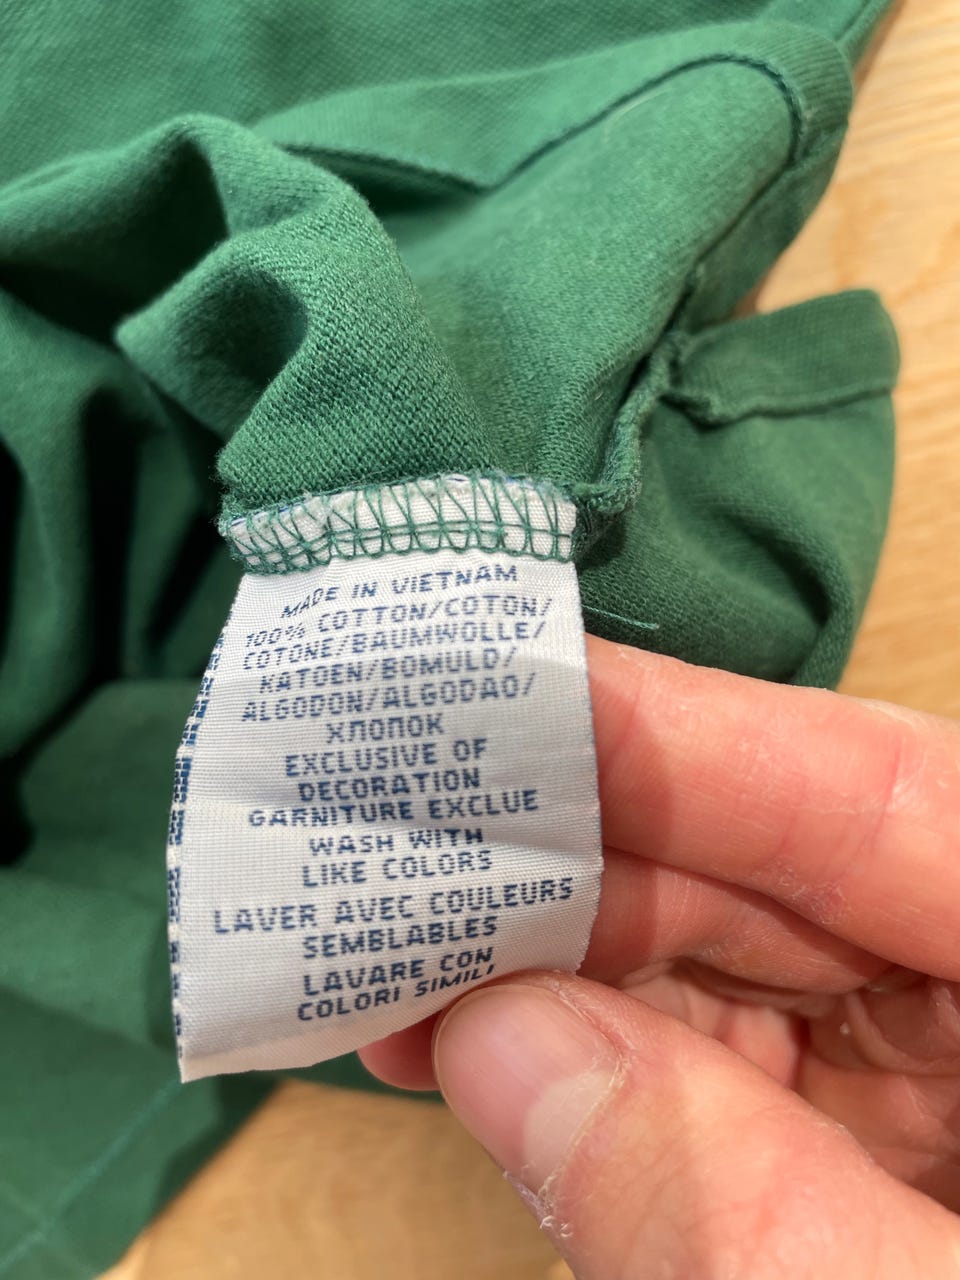 MADE IN VIETNAM
100% COTTON/COTON/
COTONE/BAUMWOLLE/
KATOEN/BOMULD/
ALGODON/ALGODAO/
ХЛОПОК
EXCLUSIVE OF
DECORATION
GARNITURE EXCLUE
WASH WITH
LIKE COLORS
LAVER AVEC COULEURS
SEMBLABLES
LAVARE CON
COLORI SIMILI